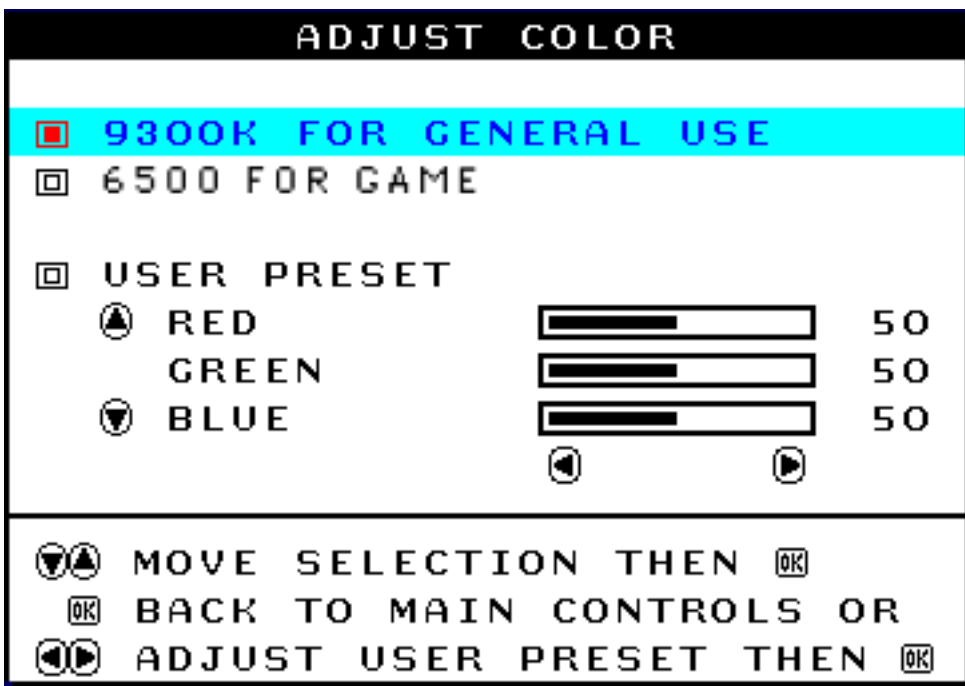 ADJUST COLOR
9300K FOR GENERAL USE
6500 FOR GAME
USER PRESET
RED 50
GREEN 50
BLUE 50
MOVE SELECTION THEN OK
OK BACK TO MAIN CONTROLS OR
ADJUST USER PRESET THEN OK